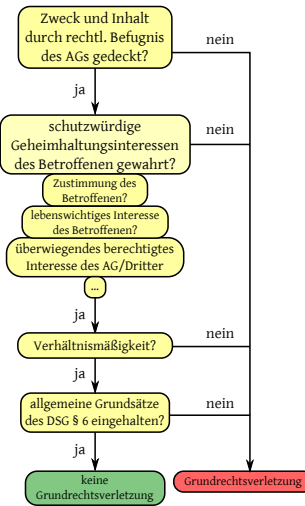 Zweck und Inhalt
durch rechtl. Befugnis
des AGs gedeckt?
nein
ja
schutzwürdige
Geheimhaltungsinteressen
des Betroffenen gewahrt?
nein
Zustimmung des
Betroffenen?
lebenswichtiges Interesse
des Betroffenen?
überwiegendes berechtigtes
Interesse des AG/Dritter
...
ja
Verhältnismäßigkeit?
nein
ja
allgemeine Grundsätze
des DSG § 6 eingehalten?
nein
ja
keine
Grundrechtsverletzung
Grundrechtsverletzung